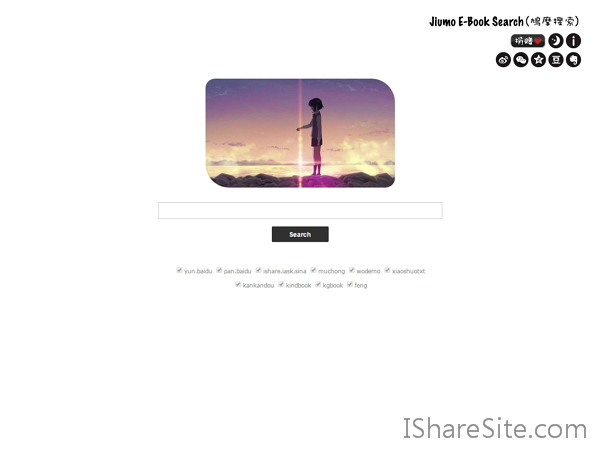 Jiumo E-Book Search(鸠摩搜索)
捐赠
豆
Search
yun.baidu pan.baidu ishare.iask.sina muchong wodemo xiaoshuotxt
kankandou kindbook kgbook feng
IShareSite.com